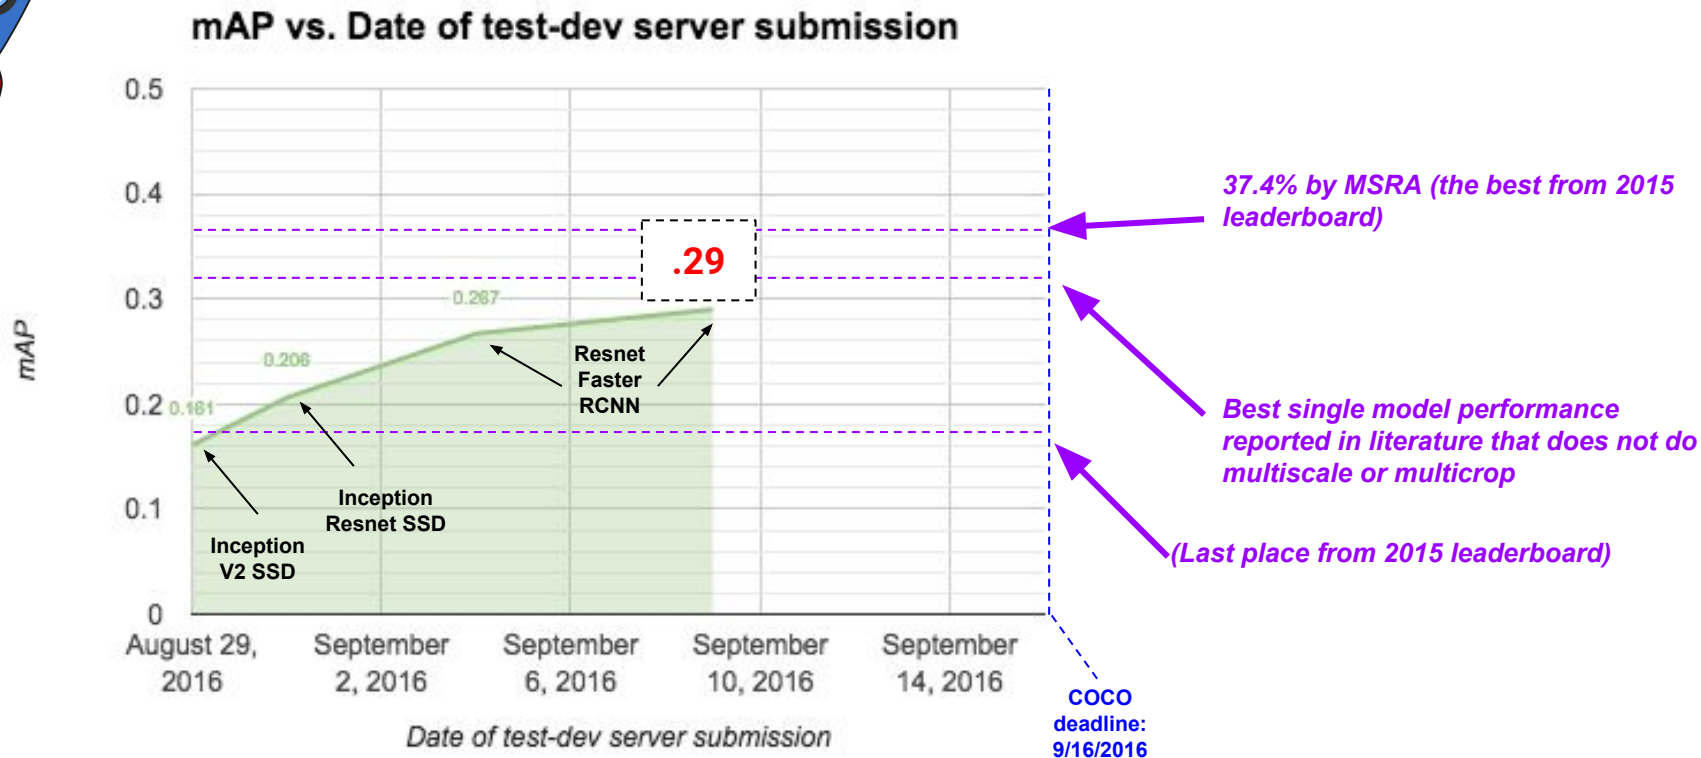 mAP vs. Date of test-dev server submission
0.5
0.4
0.3
0.2
0.1
0
mAP
0.161
0.206
0.267
.29
Resnet
Faster
RCNN
Inception
Resnet SSD
Inception
V2 SSD
August 29,
2016
September
2, 2016
September
6, 2016
September
10, 2016
September
14, 2016
Date of test-dev server submission
COCO
deadline:
9/16/2016
37.4% by MSRA (the best from 2015
leaderboard)
Best single model performance
reported in literature that does not do
multiscale or multicrop
(Last place from 2015 leaderboard)